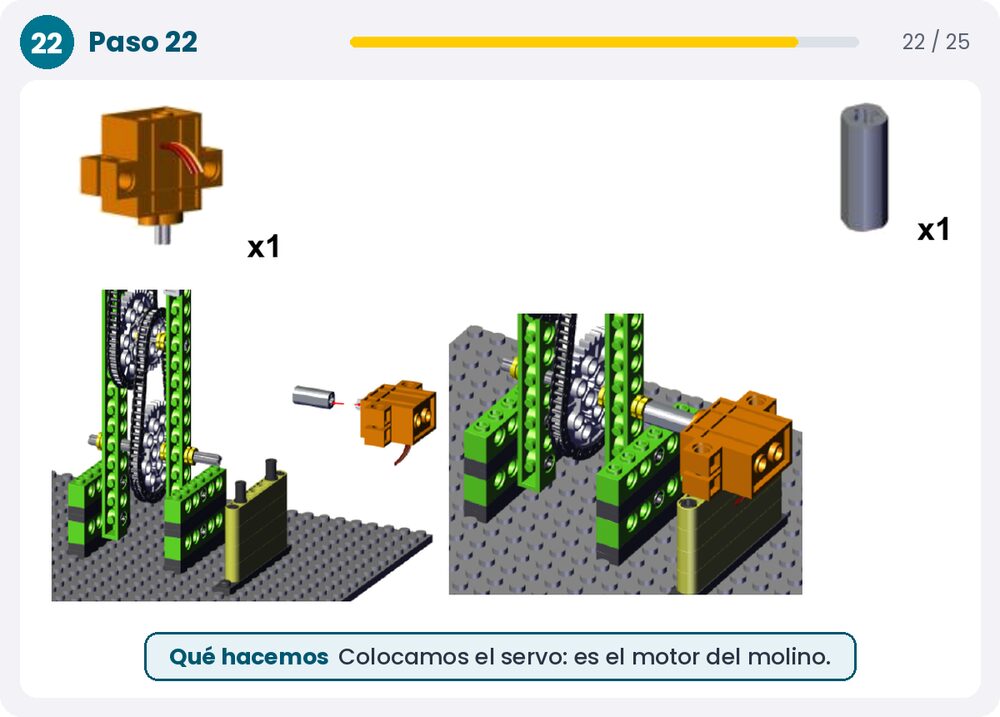 22 Paso 22
22 / 25
x1
x1
Qué hacemos Colocamos el servo: es el motor del molino.